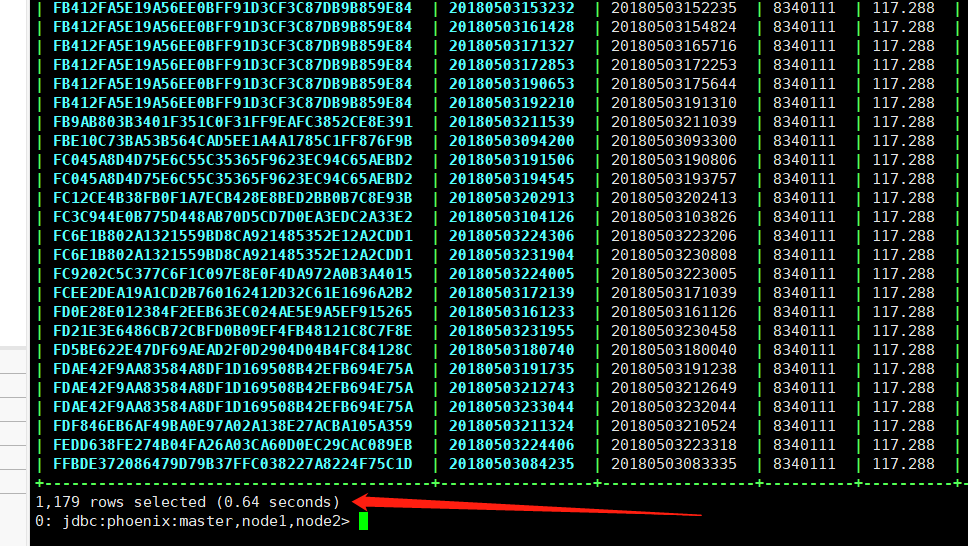 | FB412FA5E19A56EE0BFF91D3CF3C87DB9B859E84 | 20180503153232 | 20180503152235 | 8340111 | 117.288 |
| FB412FA5E19A56EE0BFF91D3CF3C87DB9B859E84 | 20180503161428 | 20180503154824 | 8340111 | 117.288 |
| FB412FA5E19A56EE0BFF91D3CF3C87DB9B859E84 | 20180503171327 | 20180503165716 | 8340111 | 117.288 |
| FB412FA5E19A56EE0BFF91D3CF3C87DB9B859E84 | 20180503172853 | 20180503172253 | 8340111 | 117.288 |
| FB412FA5E19A56EE0BFF91D3CF3C87DB9B859E84 | 20180503190653 | 20180503175644 | 8340111 | 117.288 |
| FB412FA5E19A56EE0BFF91D3CF3C87DB9B859E84 | 20180503192210 | 20180503191310 | 8340111 | 117.288 |
| FB9AB803B3401F351C0F31FF9EAFC3852CE8E391 | 20180503211539 | 20180503211039 | 8340111 | 117.288 |
| FBE10C73BA53B564CAD5EE1A4A1785C1FF876F9B | 20180503094200 | 20180503093300 | 8340111 | 117.288 |
| FC045A8D4D75E6C55C35365F9623EC94C65AEBD2 | 20180503191506 | 20180503190806 | 8340111 | 117.288 |
| FC045A8D4D75E6C55C35365F9623EC94C65AEBD2 | 20180503194545 | 20180503193757 | 8340111 | 117.288 |
| FC12CE4B38FB0F1A7ECB428E8BED2BB0B7C8E93B | 20180503202913 | 20180503202413 | 8340111 | 117.288 |
| FC3C944E0B775D448AB70D5CD7D0EA3EDC2A33E2 | 20180503104126 | 20180503103826 | 8340111 | 117.288 |
| FC6E1B802A1321559BD8CA921485352E12A2CDD1 | 20180503224306 | 20180503223206 | 8340111 | 117.288 |
| FC6E1B802A1321559BD8CA921485352E12A2CDD1 | 20180503231904 | 20180503230808 | 8340111 | 117.288 |
| FC9202C5C377C6F1C097E8E0F4DA972A0B3A4015 | 20180503224005 | 20180503223005 | 8340111 | 117.288 |
| FCEE2DEA19A1CD2B760162412D32C61E1696A2B2 | 20180503172139 | 20180503171039 | 8340111 | 117.288 |
| FD0E28E012384F2EEB63EC024AE5E9A5EF915265 | 20180503161233 | 20180503161126 | 8340111 | 117.288 |
| FD21E3E6486CB72CBFD0B09EF4FB48121C8C7F8E | 20180503231955 | 20180503230458 | 8340111 | 117.288 |
| FD5BE622E47DF69AEAD2F0D2904D04B4FC84128C | 20180503180740 | 20180503180040 | 8340111 | 117.288 |
| FDAE42F9AA83584A8DF1D169508B42EFB694E75A | 20180503191735 | 20180503191238 | 8340111 | 117.288 |
| FDAE42F9AA83584A8DF1D169508B42EFB694E75A | 20180503212743 | 20180503212649 | 8340111 | 117.288 |
| FDAE42F9AA83584A8DF1D169508B42EFB694E75A | 20180503233044 | 20180503232044 | 8340111 | 117.288 |
| FDF846EB6AF49BA0E97A02A138E27ACBA105A359 | 20180503211324 | 20180503210524 | 8340111 | 117.288 |
| FEDD638FE274B04FA26A03CA60D0EC29CAC089EB | 20180503224406 | 20180503223318 | 8340111 | 117.288 |
| FFBDE372086479D79B37FFC038227A8224F75C1D | 20180503084235 | 20180503083335 | 8340111 | 117.288 |
+-------------------------------------------+-----------------+-----------------+----------+----------+
1,179 rows selected (0.64 seconds)
0: jdbc:phoenix:master,node1,node2>